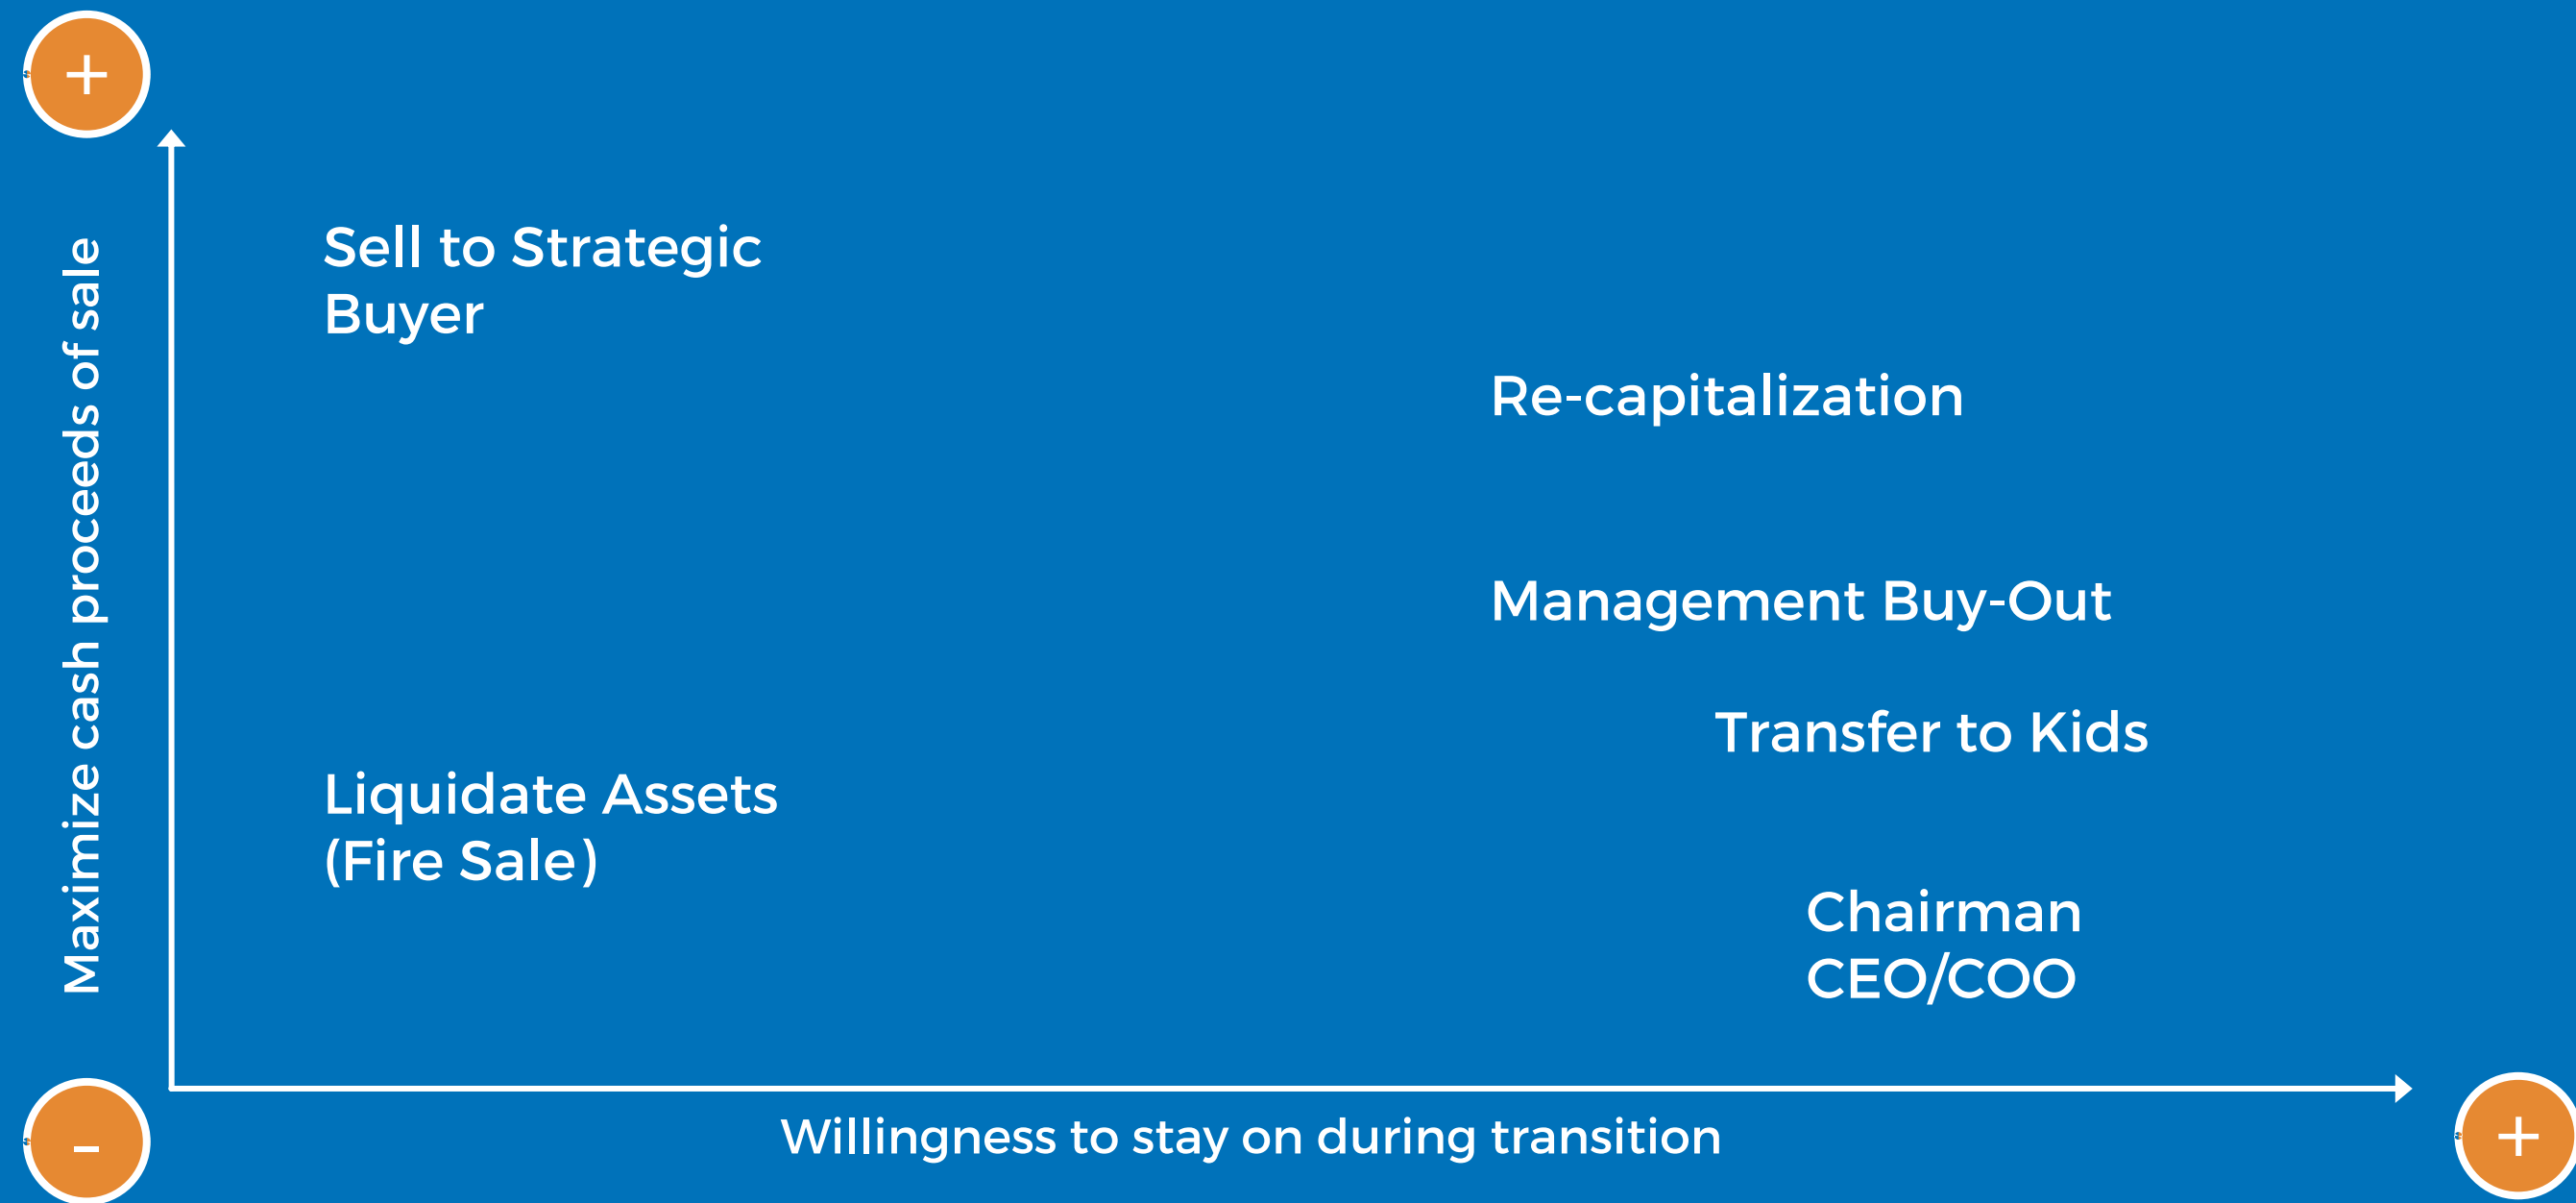 +
Maximize cash proceeds of sale
Sell to Strategic
Buyer
Re-capitalization
Management Buy-Out
Transfer to Kids
Liquidate Assets
(Fire Sale)
Chairman
CEO/COO
-
Willingness to stay on during transition
+